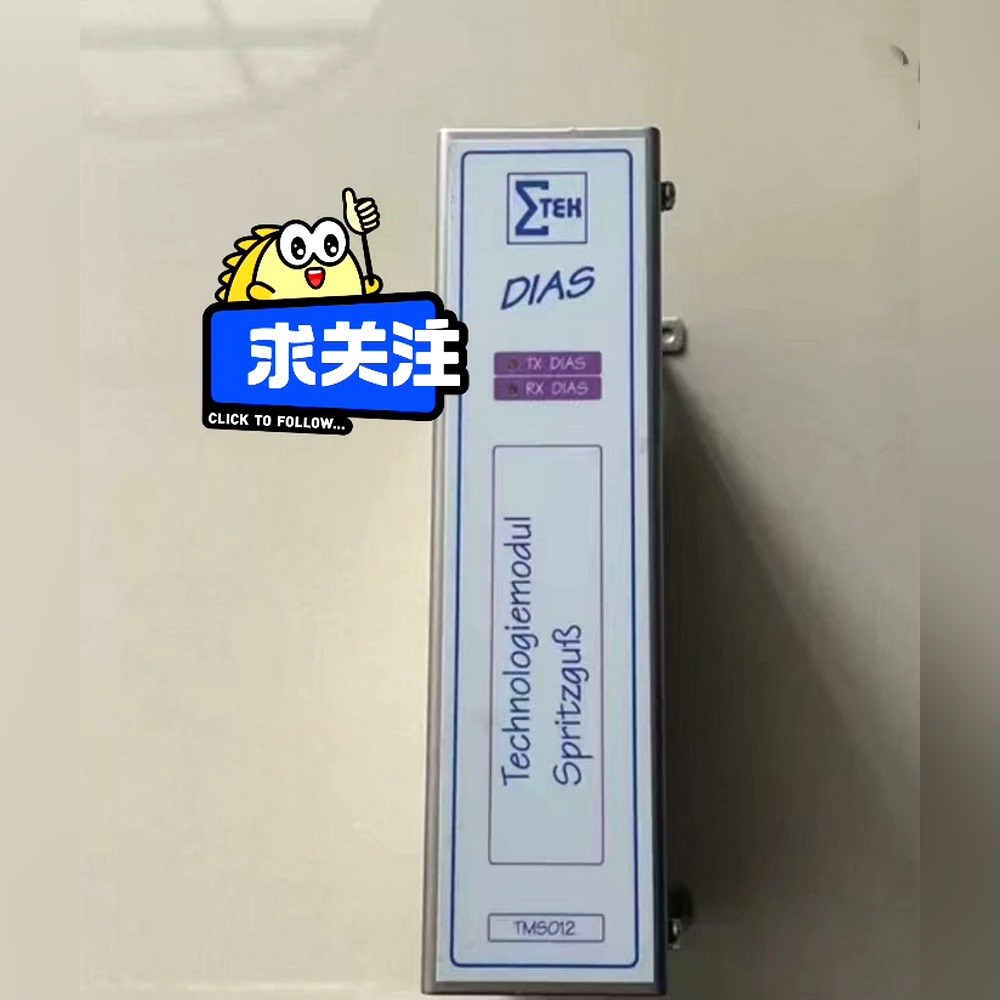 ΣTEK
DIAS
TX DIAS
RX DIAS
求关注
CLICK TO FOLLOW...
Technologiemodul
Spritzguß
TMS012